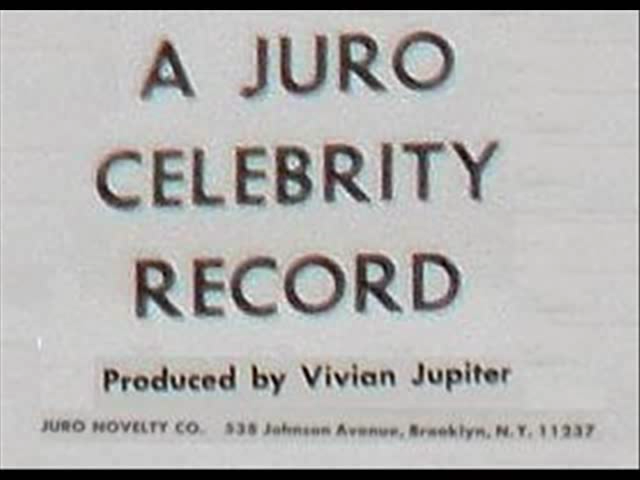 A JURO
CELEBRITY
RECORD
Produced by Vivian Jupiter
JURO NOVELTY CO. 538 Johnson Avenue, Brooklyn, N.Y. 11237